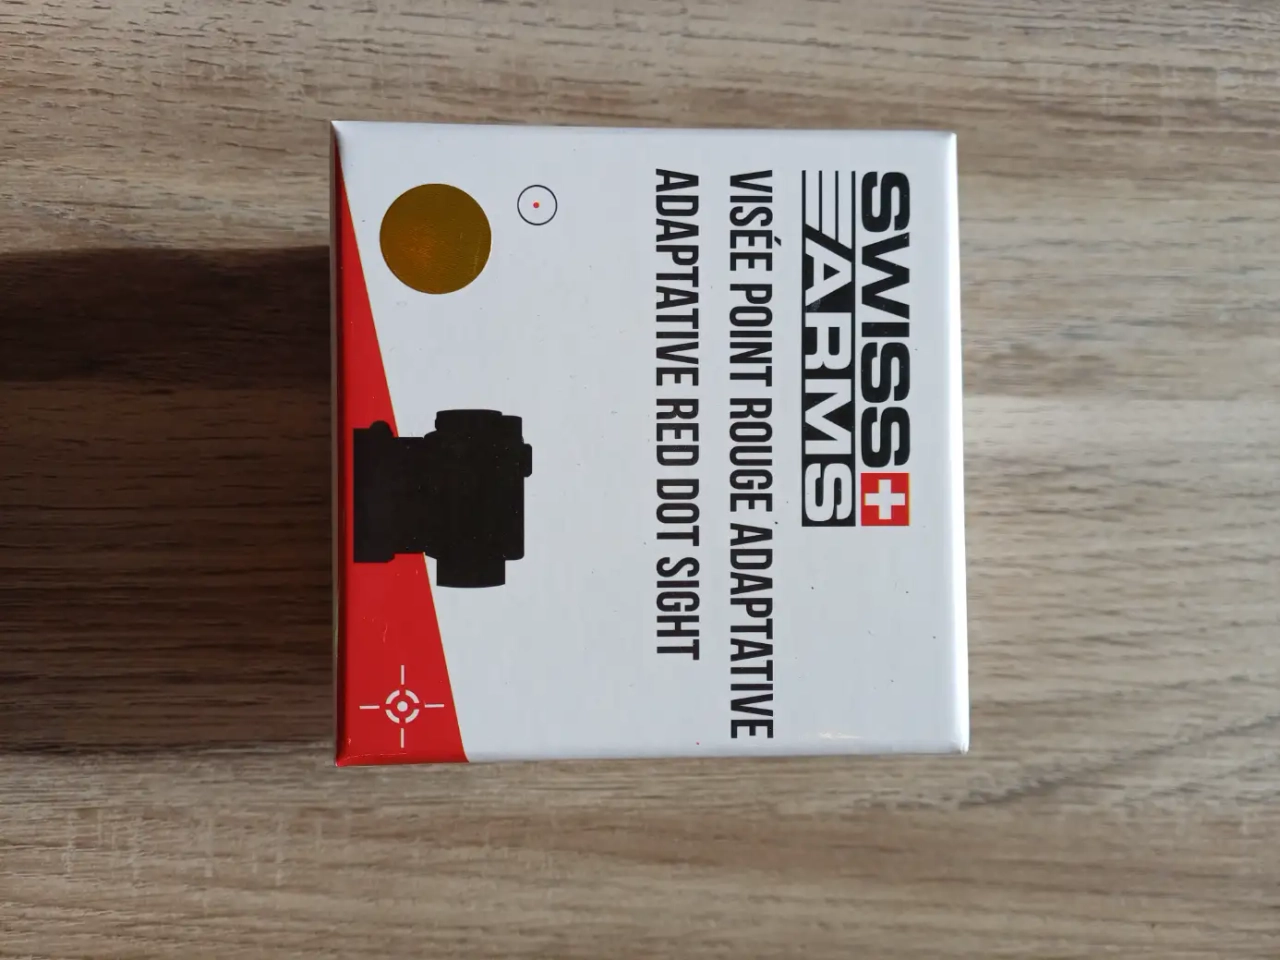 SWISS
ARMS
VISÉE POINT ROUGE ADAPTATIVE
ADAPTATIVE RED DOT SIGHT